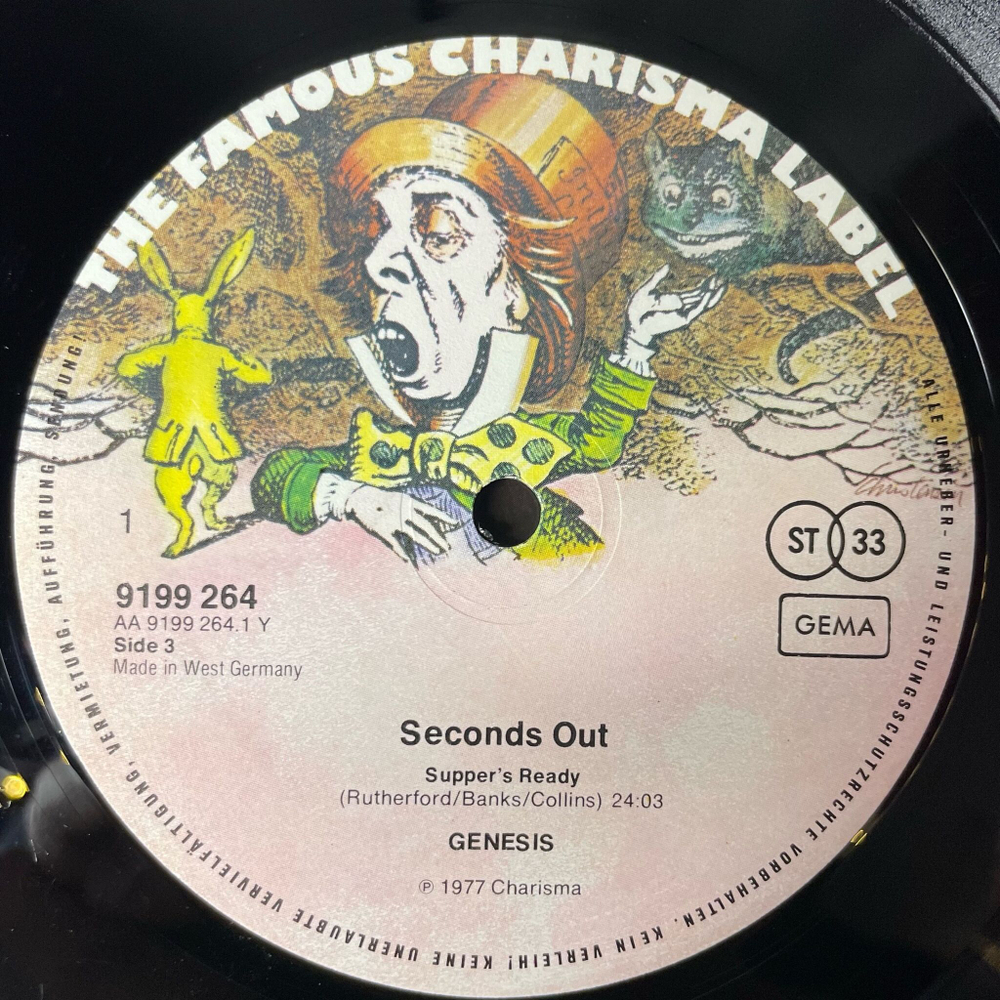 THE FAMOUS CHARISMA LABEL
1
9199 264
AA 9199 264.1 Y
Side 3
Made in West Germany
ST 33
GEMA
Seconds Out
Supper's Ready
(Rutherford/Banks/Collins) 24:03
GENESIS
℗ 1977 Charisma
ALLE URHEBER- UND LEISTUNGSSCHUTZRECHTE VORBEHALTEN. KEIN VERLEIH! KEINE UNERLAUBTE VERVIELFÄLTIGUNG, VERMIETUNG, AUFFÜHRUNG, SENDUNG!